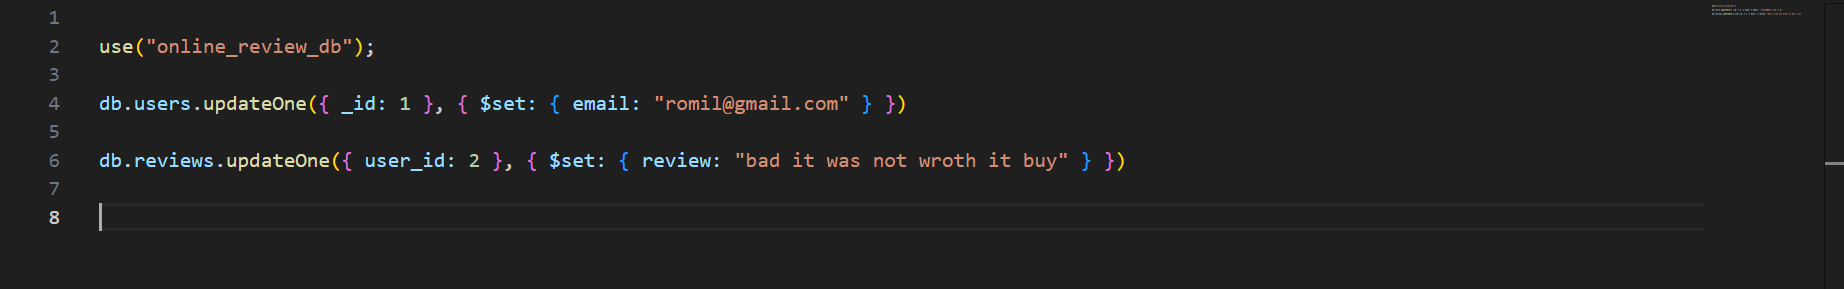 1
2 use("online_review_db");
3
4 db.users.updateOne({ _id: 1 }, { $set: { email: "romil@gmail.com" } })
5
6 db.reviews.updateOne({ user_id: 2 }, { $set: { review: "bad it was not wroth it buy" } })
7
8